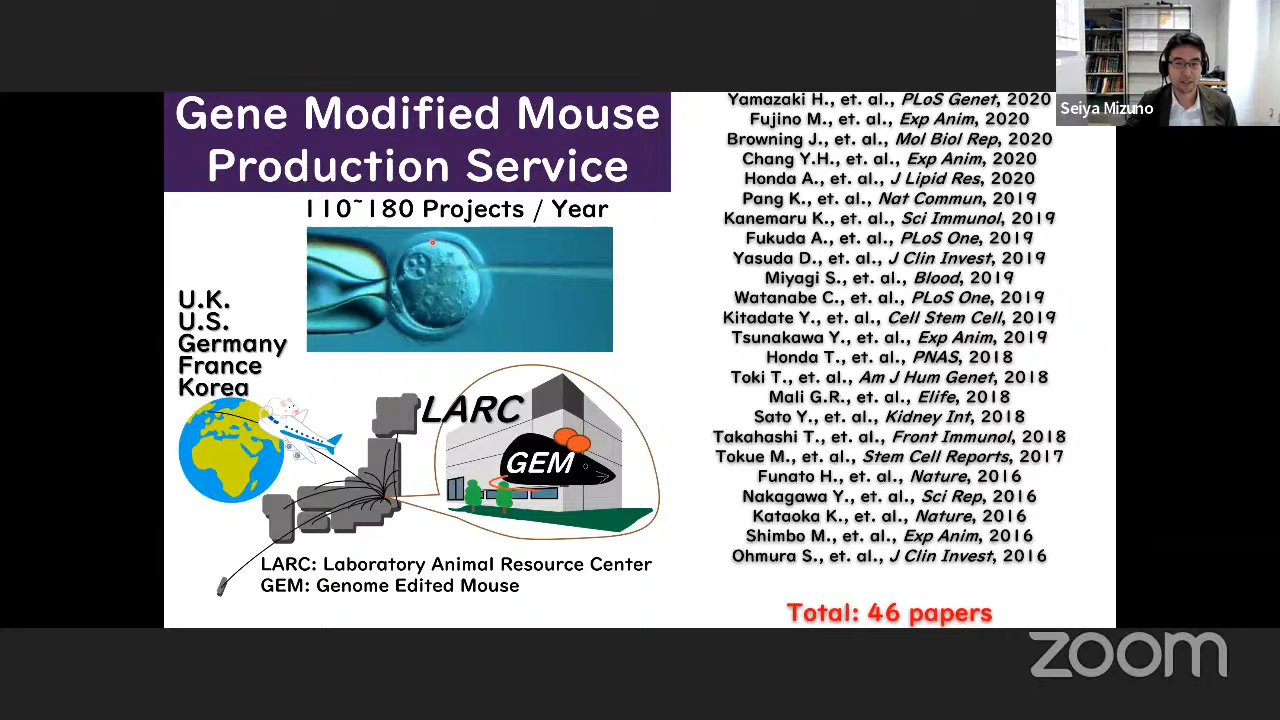 Gene Modified Mouse
Production Service
110~180 Projects / Year
U.K.
U.S.
Germany
France
Korea
LARC
GEM
LARC: Laboratory Animal Resource Center
GEM: Genome Edited Mouse
Yamazaki H., et. al., PLoS Genet, 2020
Fujino M., et. al., Exp Anim, 2020
Browning J., et. al., Mol Biol Rep, 2020
Chang Y.H., et. al., Exp Anim, 2020
Honda A., et. al., J Lipid Res, 2020
Pang K., et. al., Nat Commun, 2019
Kanemaru K., et. al., Sci Immunol, 2019
Fukuda A., et. al., PLoS One, 2019
Yasuda D., et. al., J Clin Invest, 2019
Miyagi S., et. al., Blood, 2019
Watanabe C., et. al., PLoS One, 2019
Kitadate Y., et. al., Cell Stem Cell, 2019
Tsunakawa Y., et. al., Exp Anim, 2019
Honda T., et. al., PNAS, 2018
Toki T., et. al., Am J Hum Genet, 2018
Mali G.R., et. al., Elife, 2018
Sato Y., et. al., Kidney Int, 2018
Takahashi T., et. al., Front Immunol, 2018
Tokue M., et. al., Stem Cell Reports, 2017
Funato H., et. al., Nature, 2016
Nakagawa Y., et. al., Sci Rep, 2016
Kataoka K., et. al., Nature, 2016
Shimbo M., et. al., Exp Anim, 2016
Ohmura S., et. al., J Clin Invest, 2016
Total: 46 papers
Seiya Mizuno
zoom